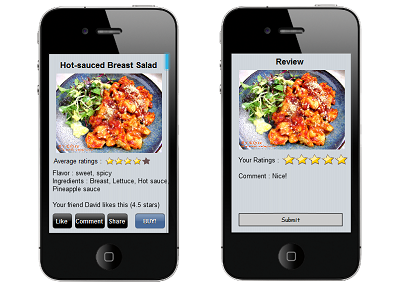 Hot-sauced Breast Salad
Average ratings :
Flavor : sweet, spicy
Ingredients : Breast, Lettuce, Hot sauce
Pineapple sauce
Your friend David likes this (4.5 stars)
Like Comment Share BUY!
Review
Your Ratings :
Comment : Nice!
Submit